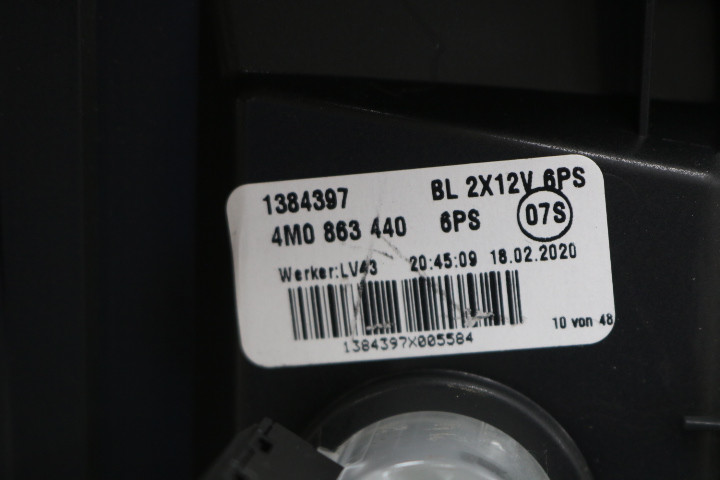 1384397 BL 2X12V 6PS
4M0 863 440 6PS 07S
Werker:LV43 20:45:09 18.02.2020
1384397X005584
10 von 48